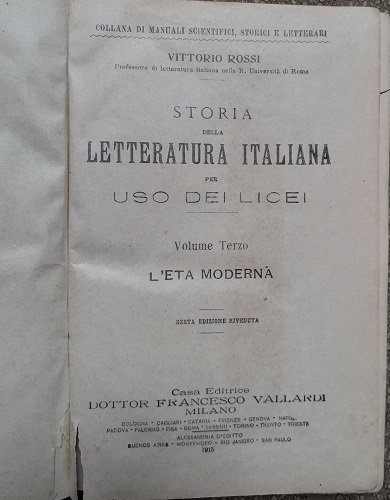 COLLANA DI MANUALI SCIENTIFICI, STORICI E LETTERARI
VITTORIO ROSSI
Professore di letteratura italiana nella R. Università di Roma
STORIA
DELLA
LETTERATURA ITALIANA
PER
USO DEI LICEI
Volume Terzo
L'ETÀ MODERNA
SESTA EDIZIONE RIVEDUTA
Casa Editrice
DOTTOR FRANCESCO VALLARDI
MILANO
BOLOGNA - CAGLIARI - CATANIA - FIRENZE - GENOVA - NAPOLI
PADOVA - PALERMO - PISA - ROMA - SASSARI - TORINO - TRANTO - TRIESTE
ALESSANDRIA D'EGITTO
BUENOS AIRES - MONTEVIDEO - RIO JANEIRO - SAN PAULO
1915